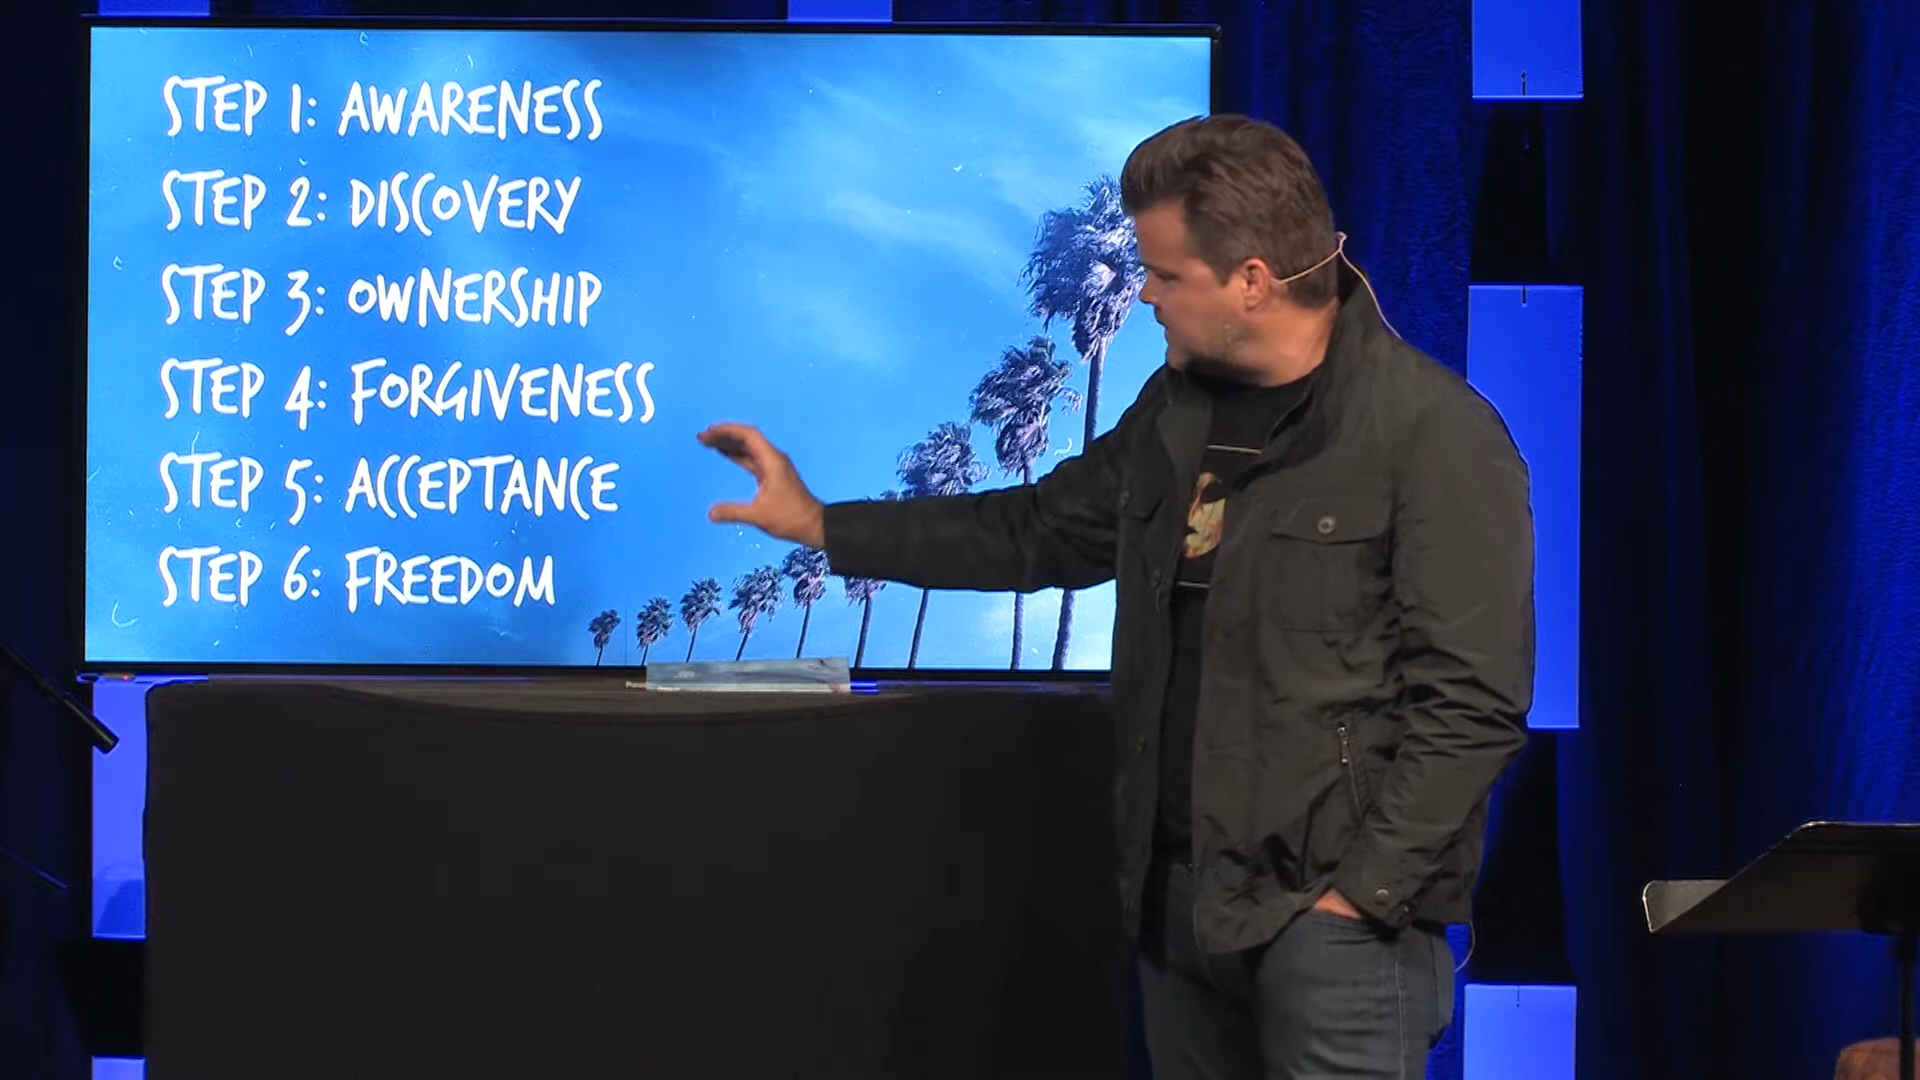 STEP 1: AWARENESS
STEP 2: DISCOVERY
STEP 3: OWNERSHIP
STEP 4: FORGIVENESS
STEP 5: ACCEPTANCE
STEP 6: FREEDOM